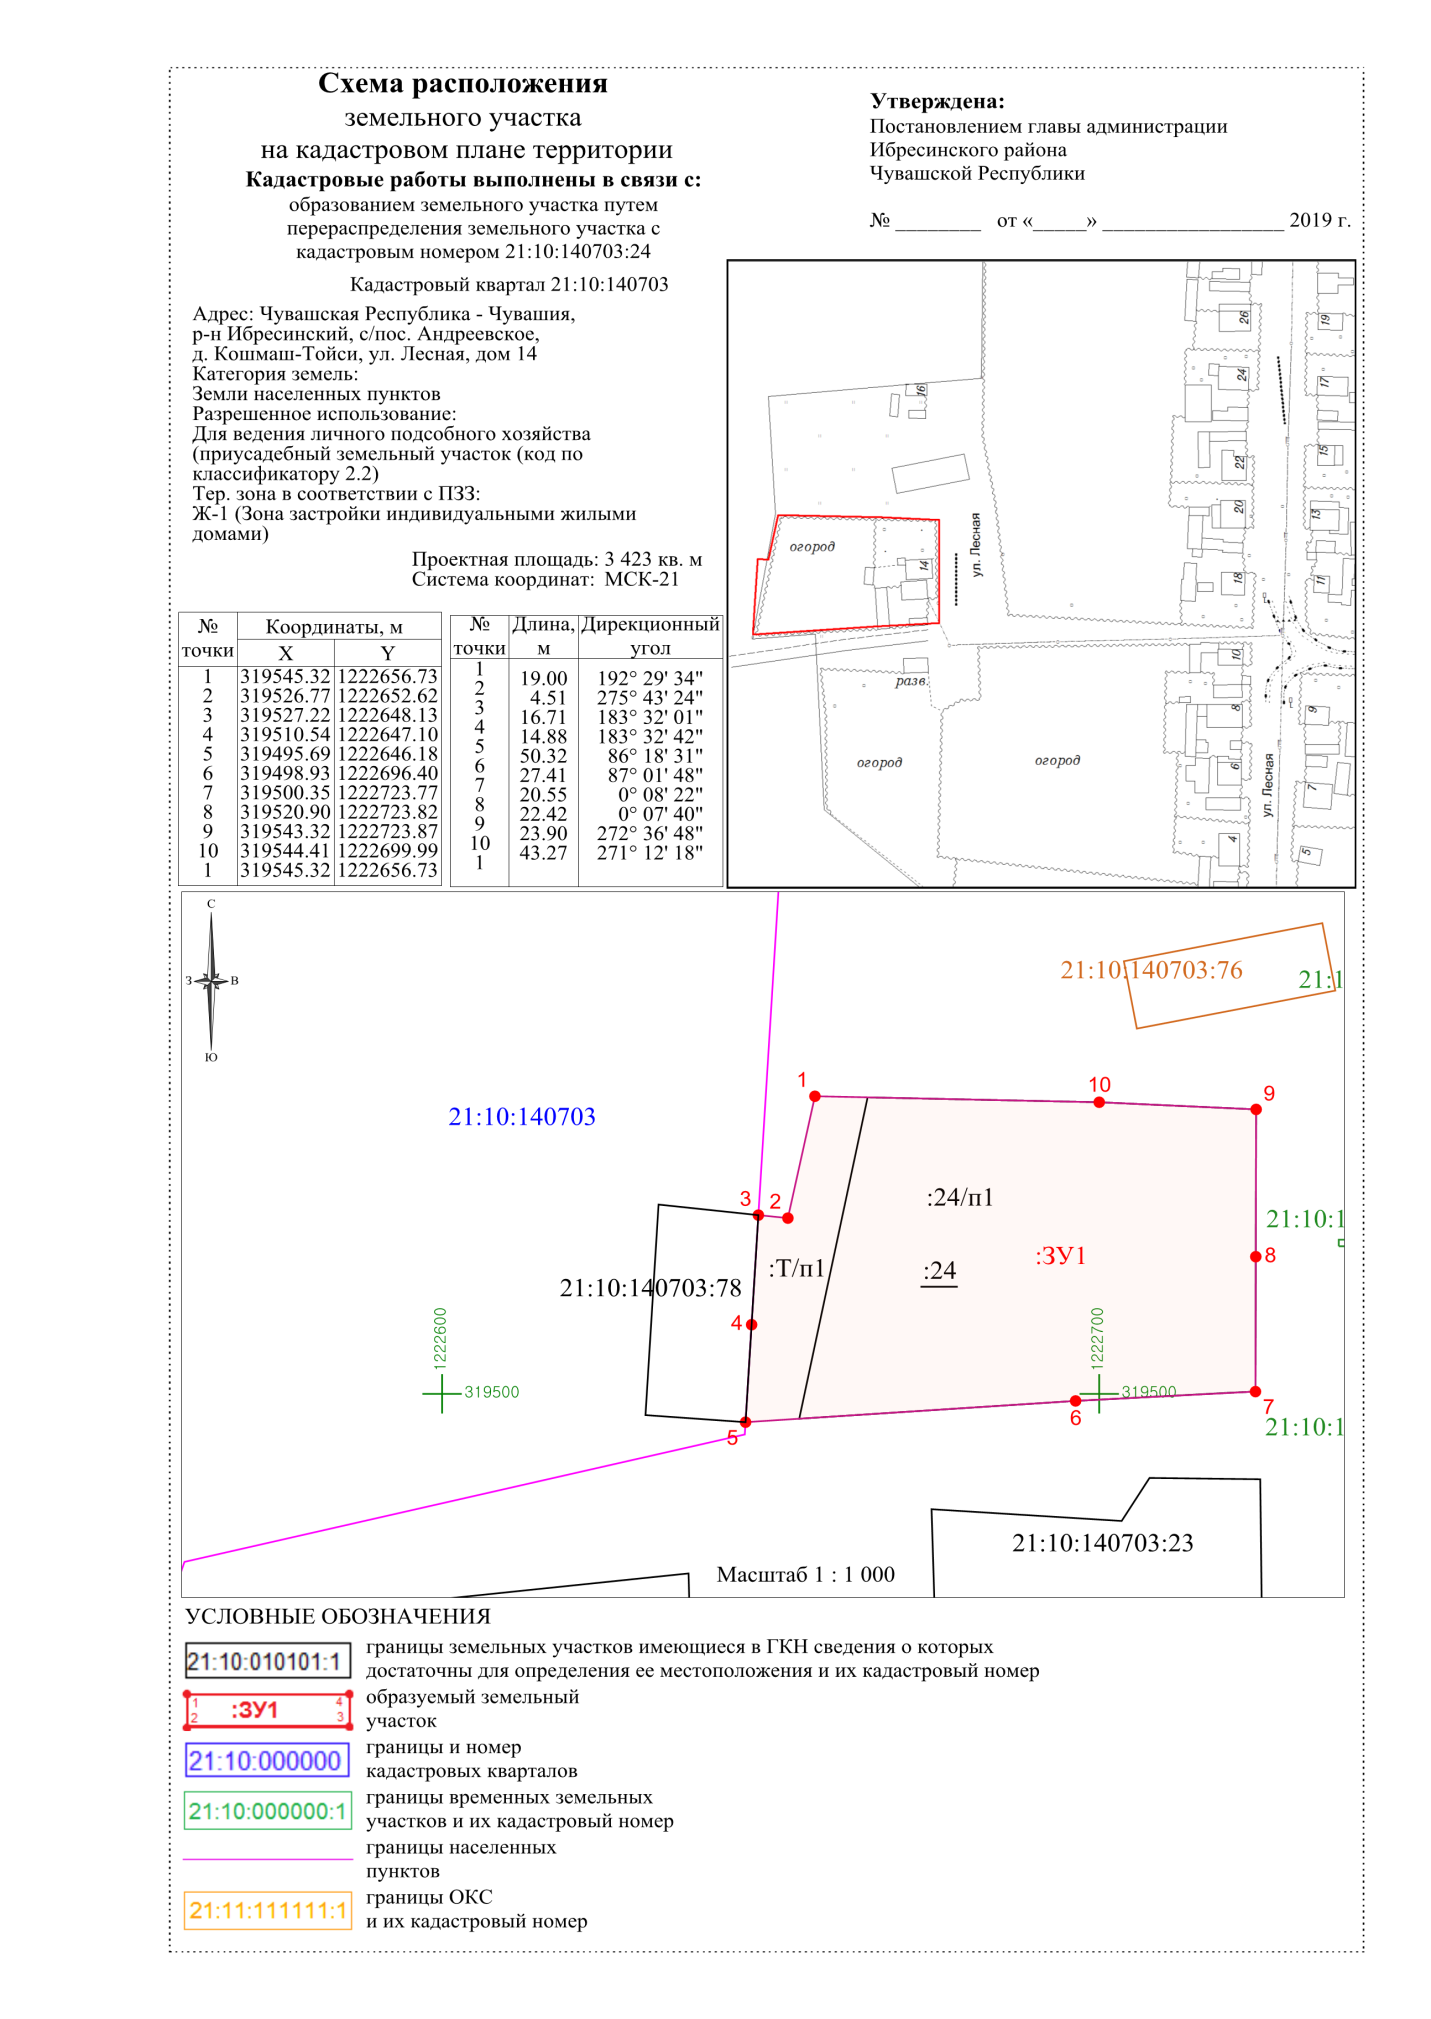 Схема расположения
земельного участка
на кадастровом плане территории
Кадастровые работы выполнены в связи с:
образованием земельного участка путем
перераспределения земельного участка с
кадастровым номером 21:10:140703:24
Кадастровый квартал 21:10:140703
Утверждена:
Постановлением главы администрации
Ибресинского района
Чувашской Республики
№ ________ от «_____» _________________ 2019 г.
Адрес: Чувашская Республика - Чувашия,
р-н Ибресинский, с/пос. Андреевское,
д. Кошмаш-Тойси, ул. Лесная, дом 14
Категория земель:
Земли населенных пунктов
Разрешенное использование:
Для ведения личного подсобного хозяйства
(приусадебный земельный участок (код по
классификатору 2.2)
Тер. зона в соответствии с ПЗЗ:
Ж-1 (Зона застройки индивидуальными жилыми
домами)
Проектная площадь: 3 423 кв. м
Система координат: МСК-21
№ точки Координаты, м
X Y
1 319545.32 1222656.73
2 319526.77 1222652.62
3 319527.22 1222648.13
4 319510.54 1222647.10
5 319495.69 1222646.18
6 319498.93 1222696.40
7 319500.35 1222723.77
8 319520.90 1222723.82
9 319543.32 1222723.87
10 319544.41 1222699.99
1 319545.32 1222656.73
№ Длина, Дирекционный
точки м угол
1
19.00 192° 29' 34"
2
4.51 275° 43' 24"
3
16.71 183° 32' 01"
4
14.88 183° 32' 42"
5
50.32 86° 18' 31"
6
27.41 87° 01' 48"
7
20.55 0° 08' 22"
8
22.42 0° 07' 40"
9
23.90 272° 36' 48"
10
43.27 271° 12' 18"
1
26
19
24
17
16
22
15
20
13
огород
14
ул. Лесная
18
11
10
разв.
8
9
огород
огород
6
ул. Лесная
7
4
5
С
З
В
Ю
21:10:140703:76
21:1
21:10:140703
1
10
9
3
2
:24/п1
21:10:1
:ЗУ1
8
:Т/п1
:24
21:10:140703:78
4
1222600
319500
1222700
319500
5
6
7
21:10:1
21:10:140703:23
Масштаб 1 : 1 000
УСЛОВНЫЕ ОБОЗНАЧЕНИЯ
21:10:010101:1
границы земельных участков имеющиеся в ГКН сведения о которых
достаточны для определения ее местоположения и их кадастровый номер
1 :ЗУ1 4
2 3
образуемый земельный
участок
21:10:000000
границы и номер
кадастровых кварталов
21:10:000000:1
границы временных земельных
участков и их кадастровый номер
границы населенных
пунктов
21:11:111111:1
границы ОКС
и их кадастровый номер